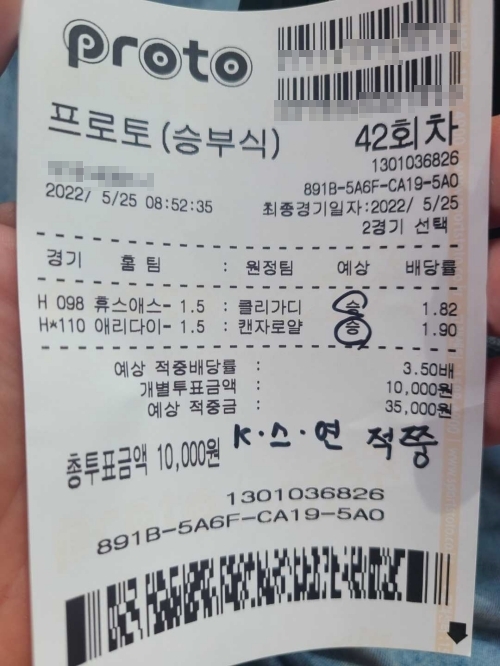 proto
프로토(승부식)
42회차
1301036826
891B-5A6F-CA19-5A0
2022/ 5/25 08:52:35
최종경기일자:2022/ 5/25
2경기 선택
경기 홈 팀 : 원정팀 예상 배당률
H 098 휴스애스- 1.5 : 클리가디 승 1.82
H*110 애리다이- 1.5 : 캔자로얄 승 1.90
예상 적중배당률 : 3.50배
개별투표금액 : 10,000원
예상 적중금 : 35,000원
총투표금액 10,000원
K·스·연 적쭝
1301036826
891B-5A6F-CA19-5A0